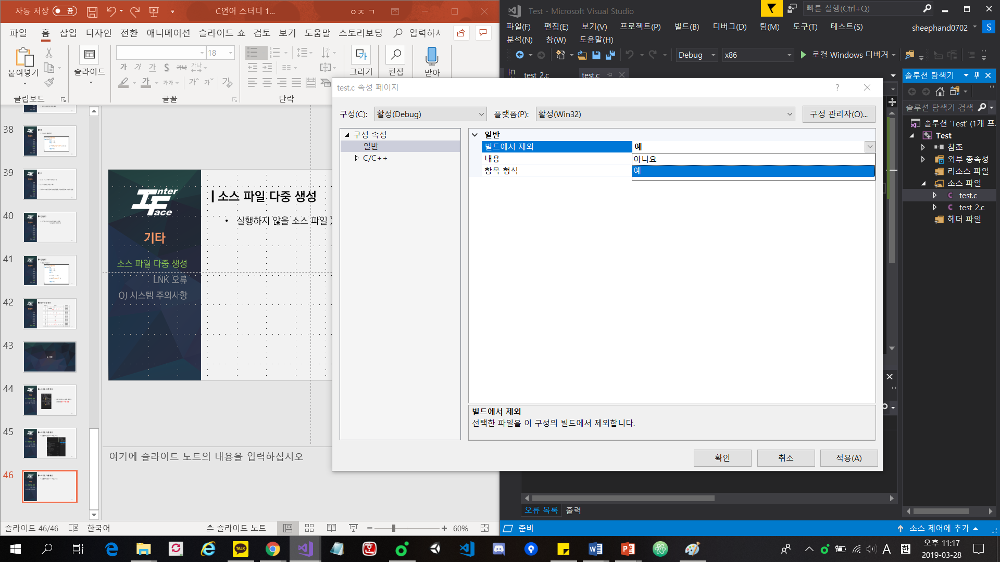 자동 저장 끔
C언어 스터디 1...
ㅇㅈ ㄱ
파일 홈 삽입 디자인 전환 애니메이션 슬라이드 쇼 검토 보기 도움말 스토리보딩 입력하
붙여넣기
슬라이드
18
가 가 가 S 가나 가나
가 가 가가 가 가 가
그리기
편집
받아
클립보드
글꼴
단락
38
39
40
41
42
43
44
45
46
Inter
Face
기타
소스 파일 다중 생성
LNK 오류
OJ 시스템 주의사항
소스 파일 다중 생성
• 실행하지 않을 소스 파일
여기에 슬라이드 노트의 내용을 입력하십시오
슬라이드 46/46 한국어 슬라이드 노트 60%
Test - Microsoft Visual Studio
빠른 실행(Ctrl+Q)
파일(F) 편집(E) 보기(V) 프로젝트(P) 빌드(B) 디버그(D) 팀(M) 도구(T) 테스트(S)
sheephand0702 S
분석(N) 창(W) 도움말(H)
Debug x86 로컬 Windows 디버거
test_2.c test.c
test.c 속성 페이지
?
구성(C): 활성(Debug) 플랫폼(P): 활성(Win32) 구성 관리자(O)...
구성 속성
일반
C/C++
일반
빌드에서 제외 예
내용 아니요
항목 형식 예
빌드에서 제외
선택한 파일을 이 구성의 빌드에서 제외합니다.
확인 취소 적용(A)
솔루션 탐색기
솔루션 탐색기 검색
솔루션 'Test' (1개 프
Test
참조
외부 종속성
리소스 파일
소스 파일
test.c
test_2.c
헤더 파일
오류 목록 출력
준비
소스 제어에 추가
TALK
A 한
오후 11:17
2019-03-28